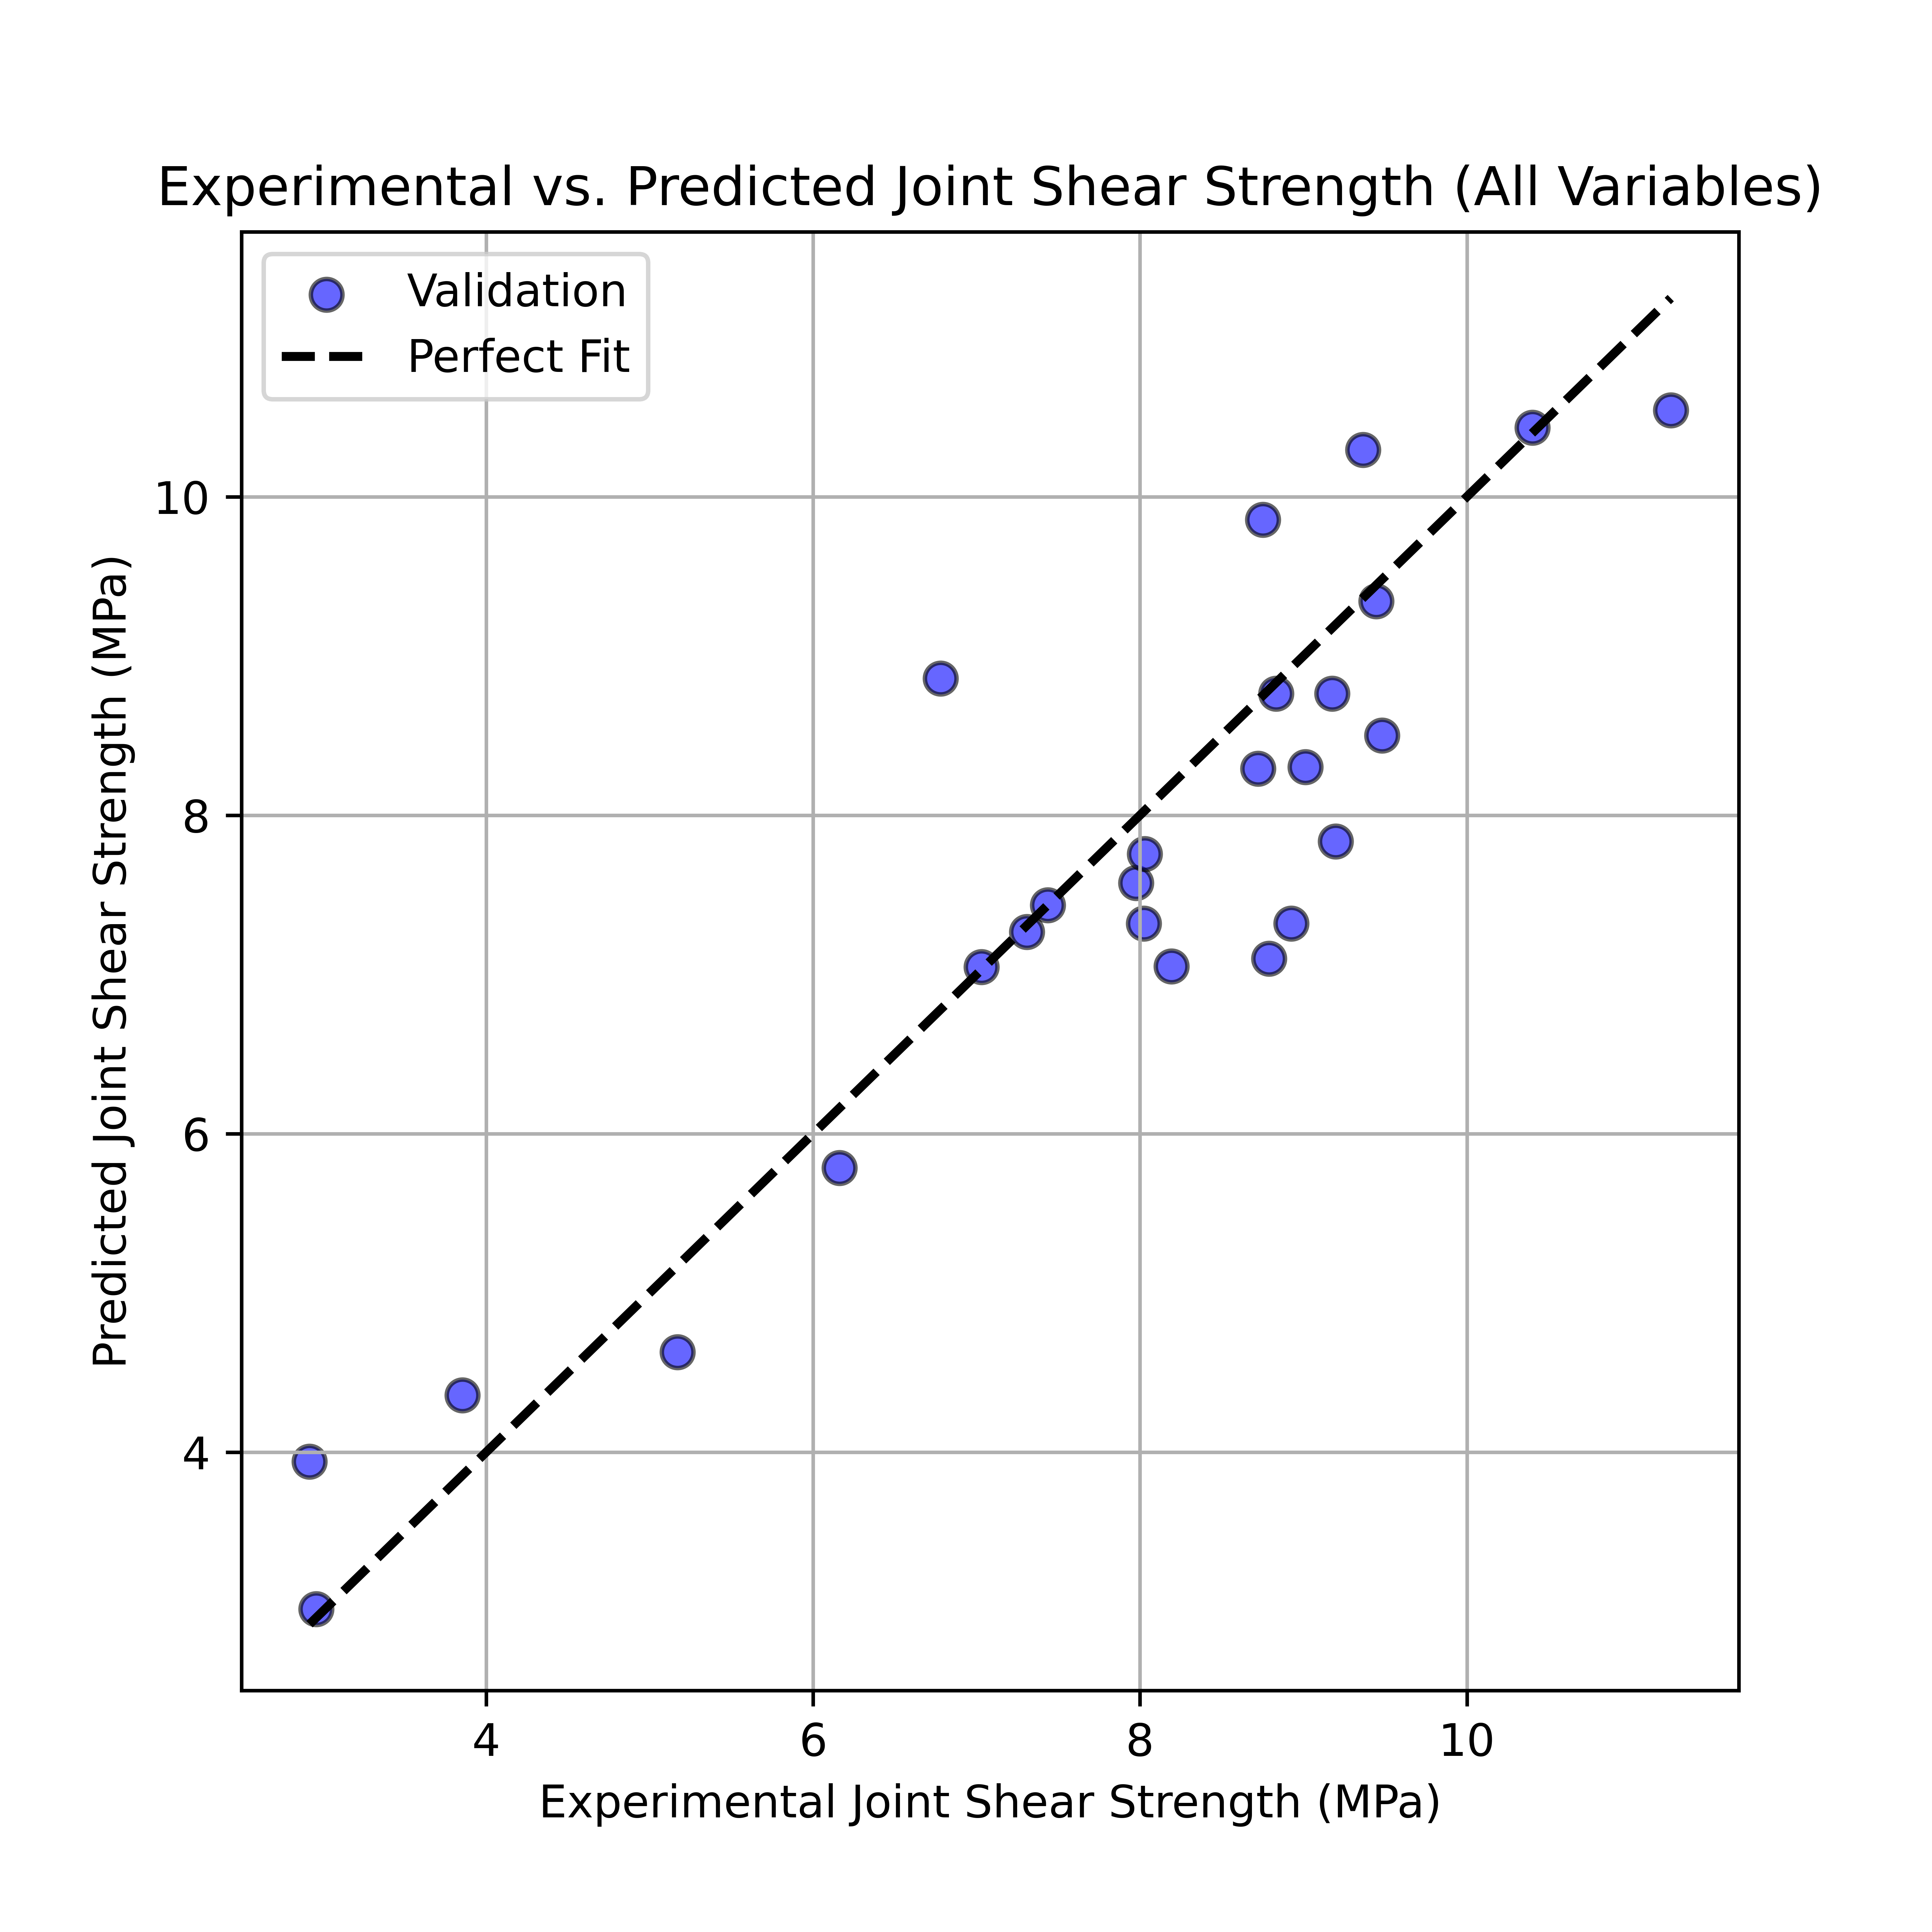 Experimental vs. Predicted Joint Shear Strength (All Variables)
Validation
Perfect Fit
Predicted Joint Shear Strength (MPa)
10
8
6
4
4 6 8 10
Experimental Joint Shear Strength (MPa)